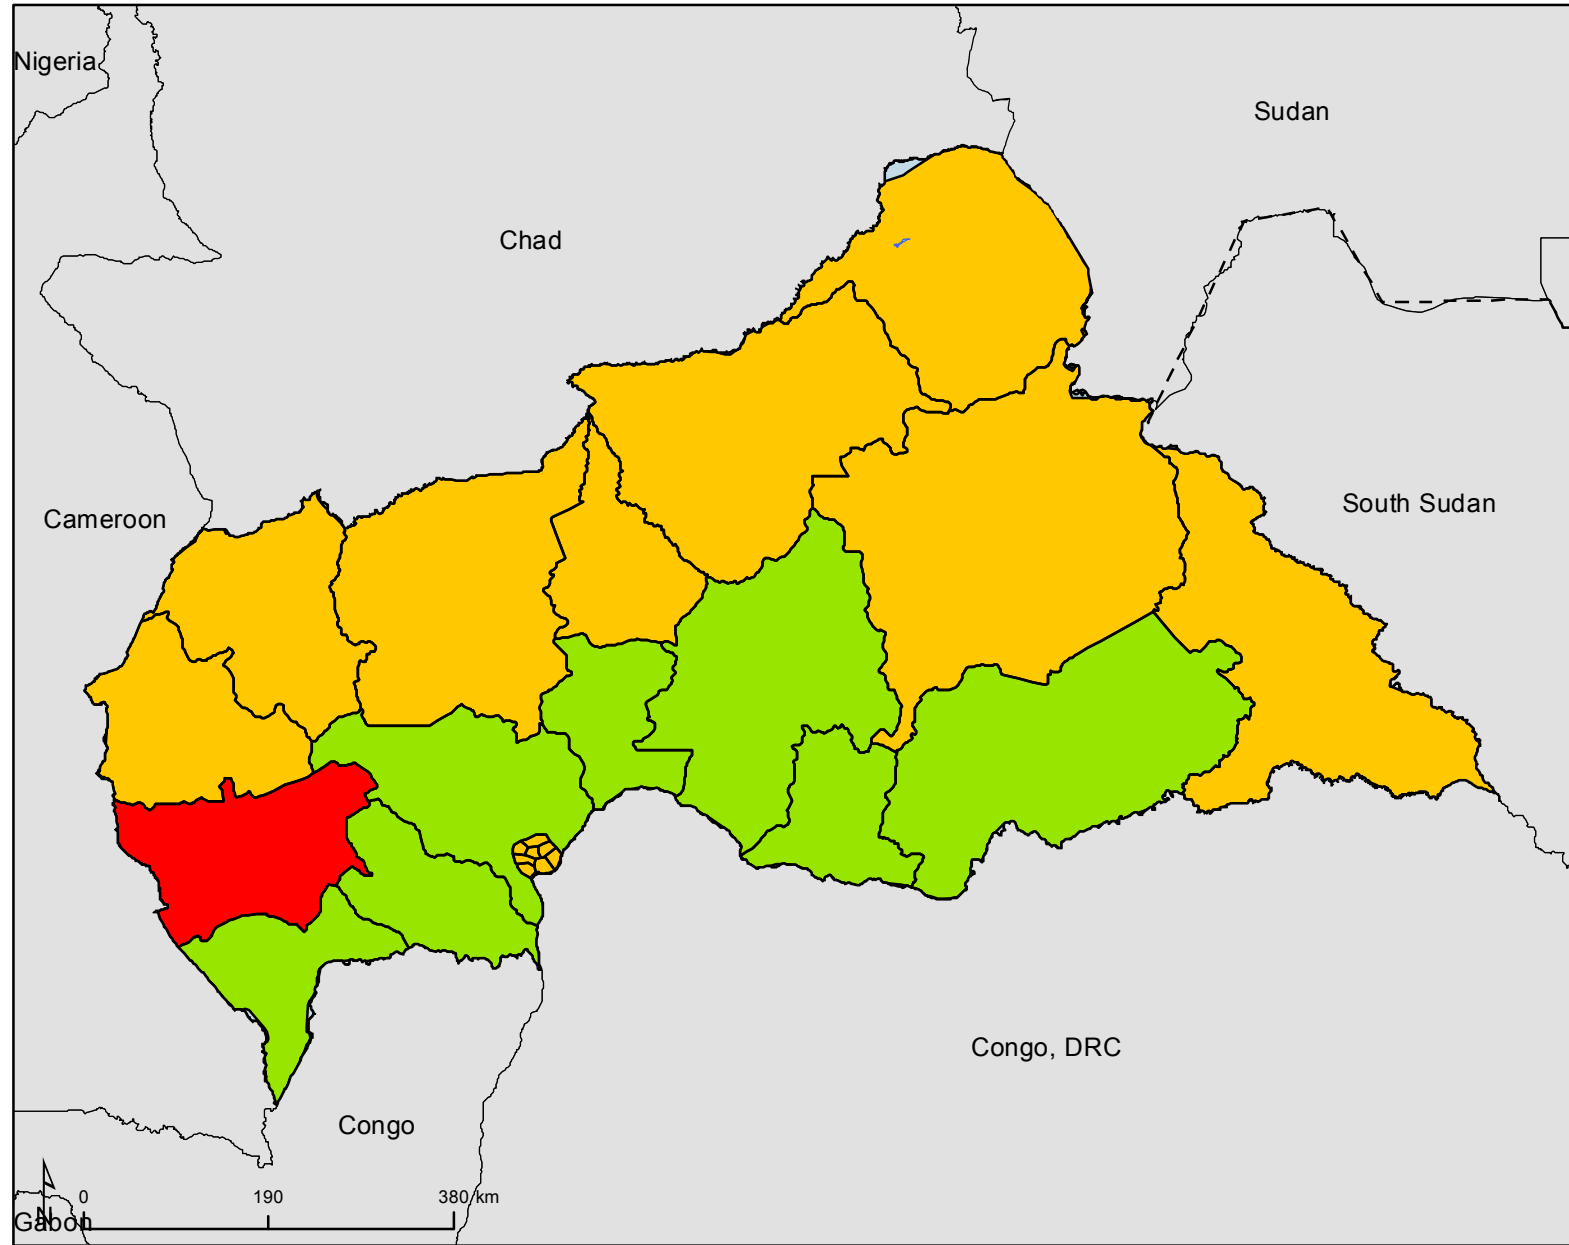 Nigeria
Sudan
Chad
South Sudan
Cameroon
Congo, DRC
Congo
0 190 380 km
N
Gabon